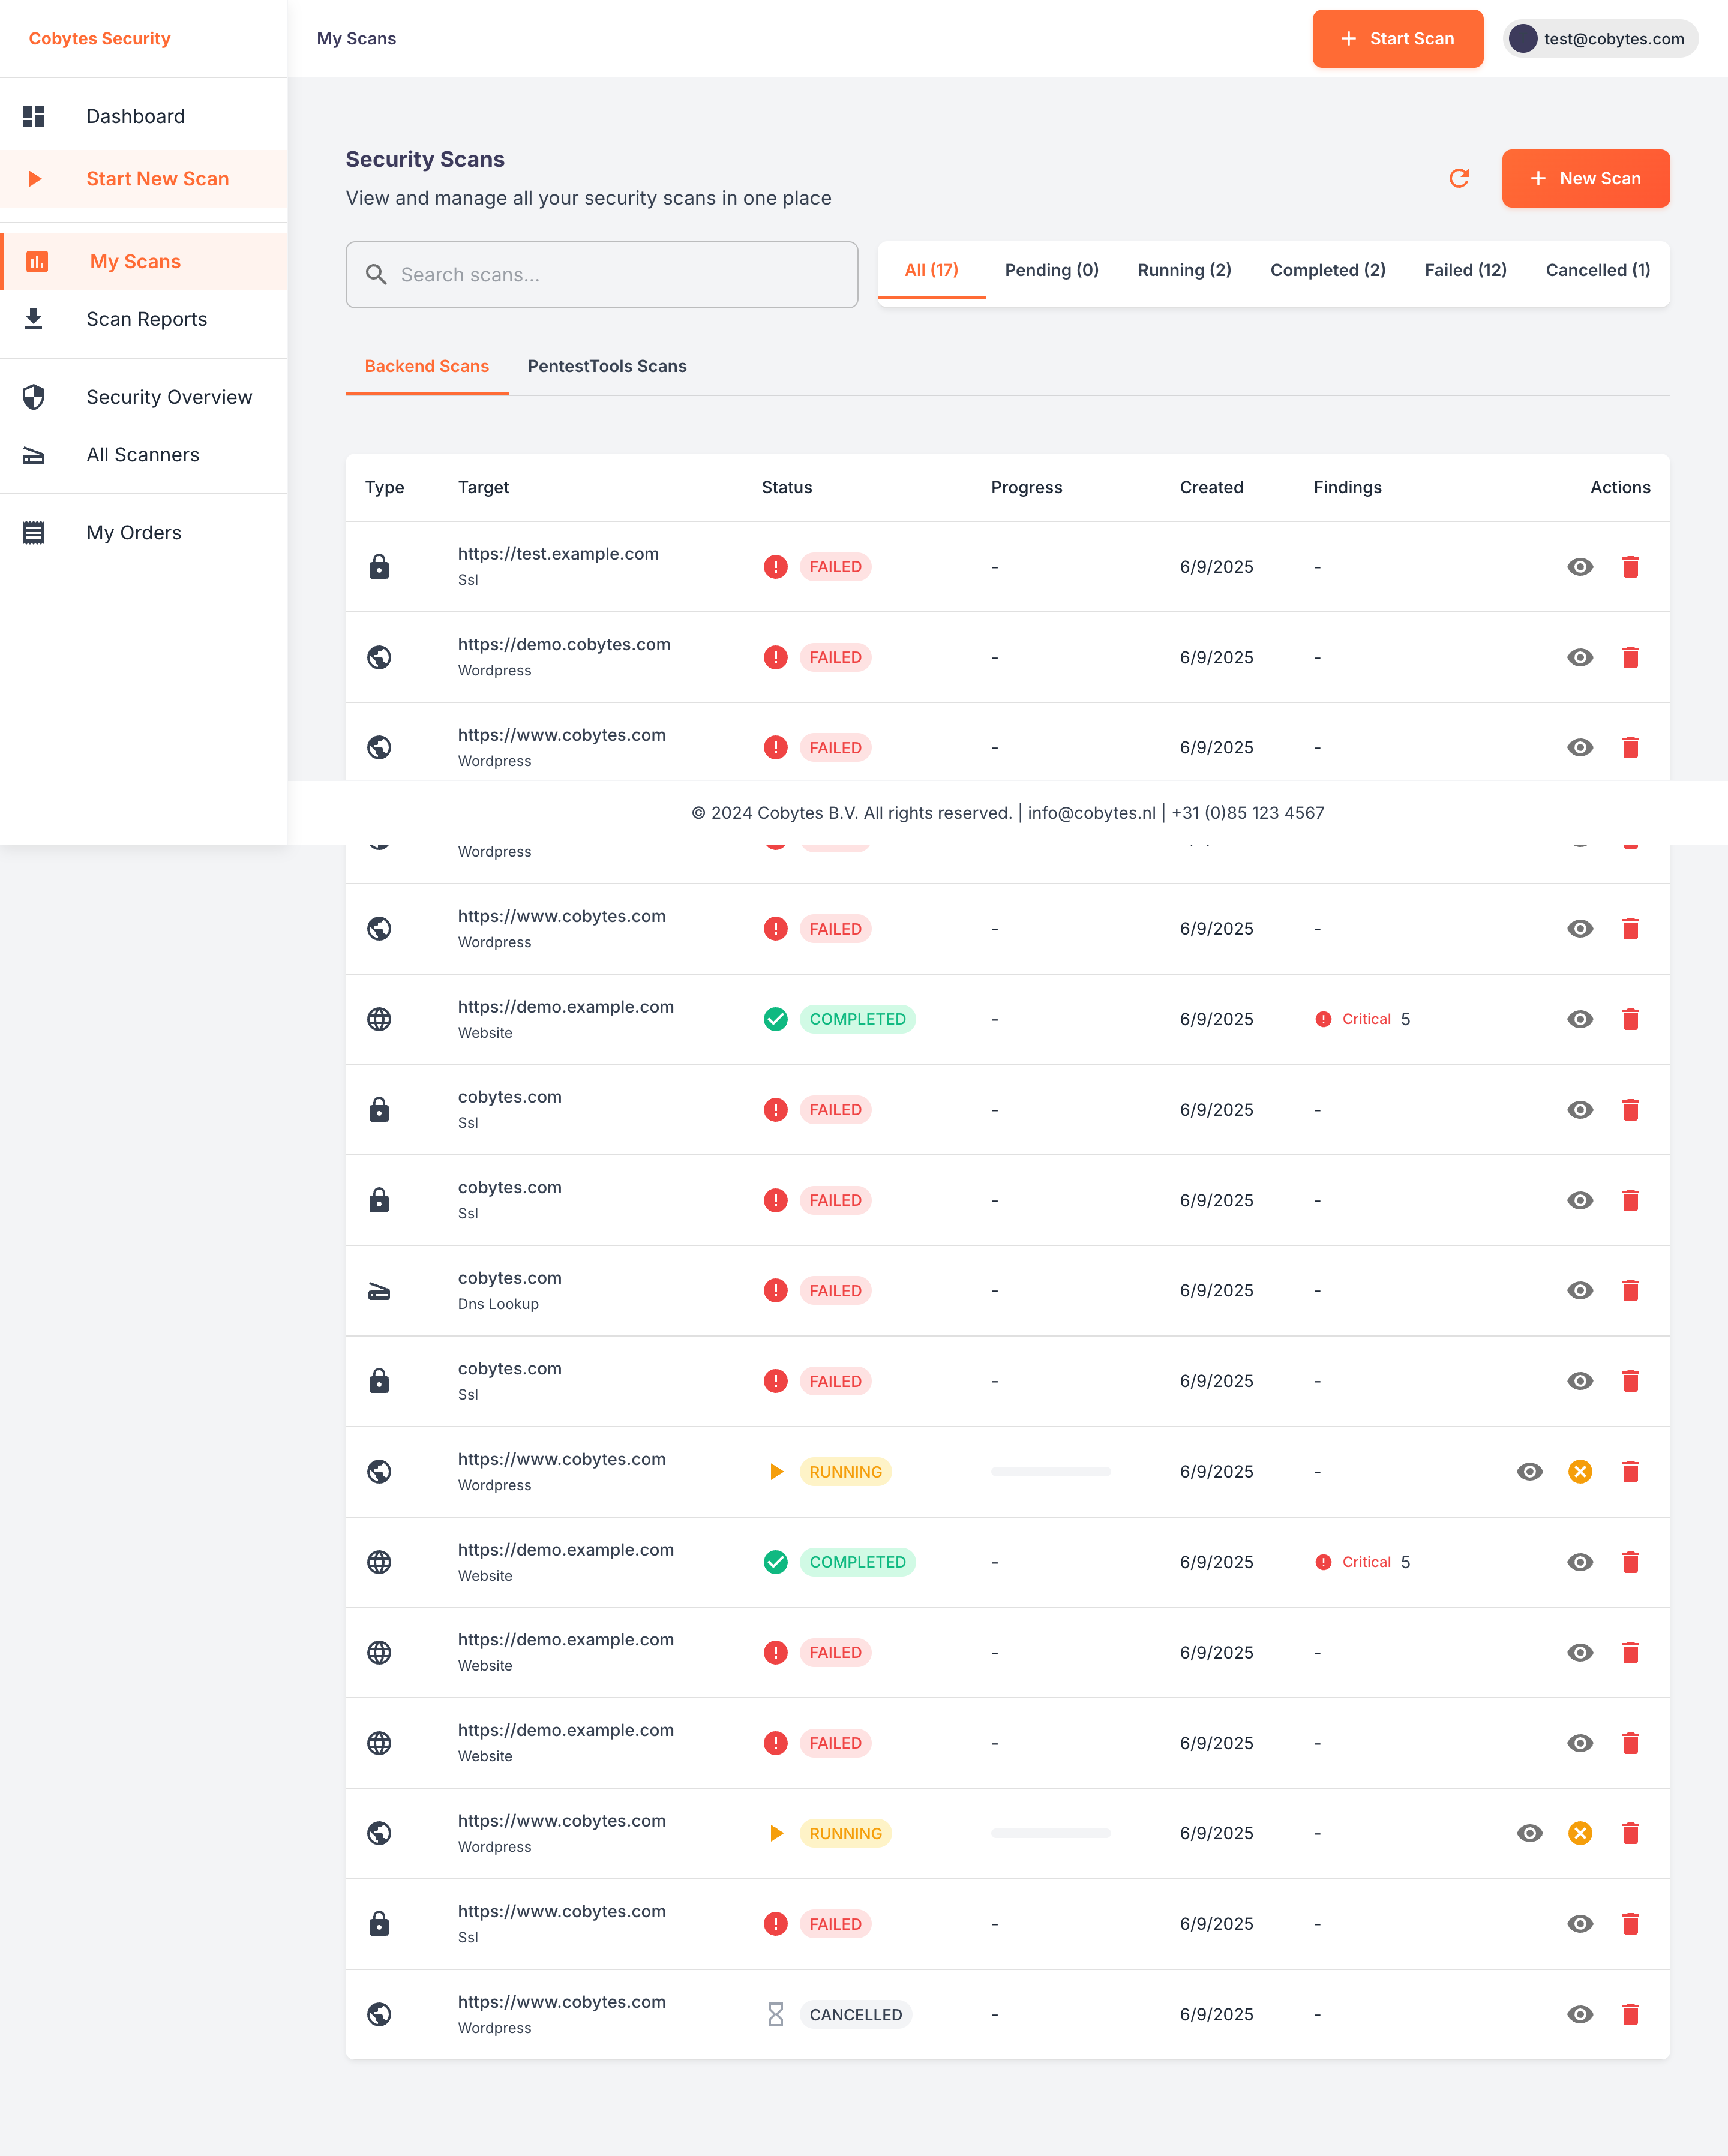 Cobytes Security
My Scans
Start Scan
test@cobytes.com
Dashboard
Start New Scan
My Scans
Scan Reports
Security Overview
All Scanners
My Orders
Security Scans
View and manage all your security scans in one place
New Scan
Search scans...
All (17) Pending (0) Running (2) Completed (2) Failed (12) Cancelled (1)
Backend Scans PentestTools Scans
Type Target Status Progress Created Findings Actions
https://test.example.com
Ssl
FAILED - 6/9/2025 -
https://demo.cobytes.com
Wordpress
FAILED - 6/9/2025 -
https://www.cobytes.com
Wordpress
FAILED - 6/9/2025 -
© 2024 Cobytes B.V. All rights reserved. | info@cobytes.nl | +31 (0)85 123 4567
Wordpress
https://www.cobytes.com
Wordpress
FAILED - 6/9/2025 -
https://demo.example.com
Website
COMPLETED - 6/9/2025 Critical 5
cobytes.com
Ssl
FAILED - 6/9/2025 -
cobytes.com
Ssl
FAILED - 6/9/2025 -
cobytes.com
Dns Lookup
FAILED - 6/9/2025 -
cobytes.com
Ssl
FAILED - 6/9/2025 -
https://www.cobytes.com
Wordpress
RUNNING 6/9/2025 -
https://demo.example.com
Website
COMPLETED - 6/9/2025 Critical 5
https://demo.example.com
Website
FAILED - 6/9/2025 -
https://demo.example.com
Website
FAILED - 6/9/2025 -
https://www.cobytes.com
Wordpress
RUNNING 6/9/2025 -
https://www.cobytes.com
Ssl
FAILED - 6/9/2025 -
https://www.cobytes.com
Wordpress
CANCELLED - 6/9/2025 -